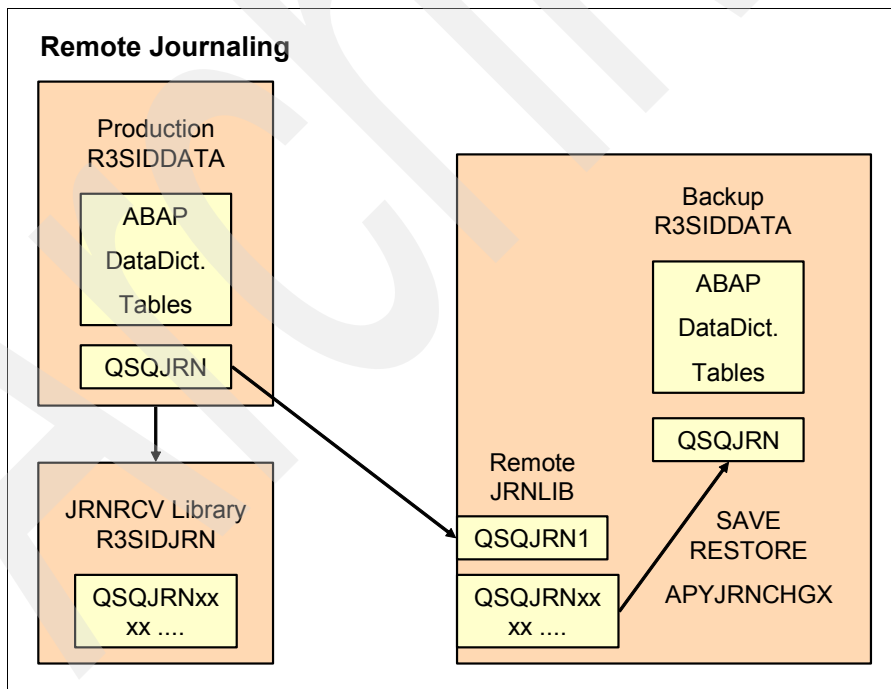 Remote Journaling
Production
R3SIDDATA
ABAP
DataDict.
Tables
QSQJRN
JRNRCV Library
R3SIDJRN
QSQJRNxx
xx ....
Backup
R3SIDDATA
ABAP
DataDict.
Tables
QSQJRN
Remote
JRNLIB
QSQJRN1
QSQJRNxx
xx ....
SAVE
RESTORE
APYJRNCHGX